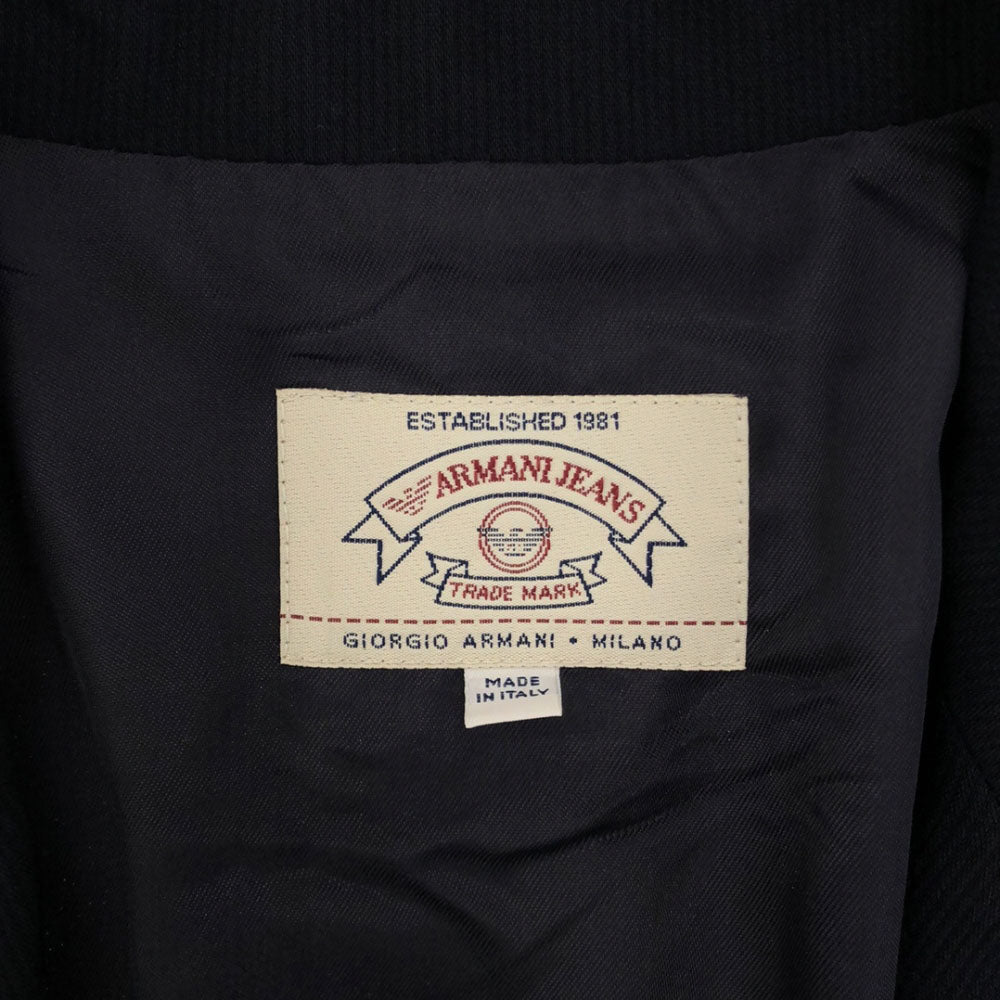 ESTABLISHED 1981
ARMANI JEANS
TRADE MARK
GIORGIO ARMANI • MILANO
MADE
IN ITALY